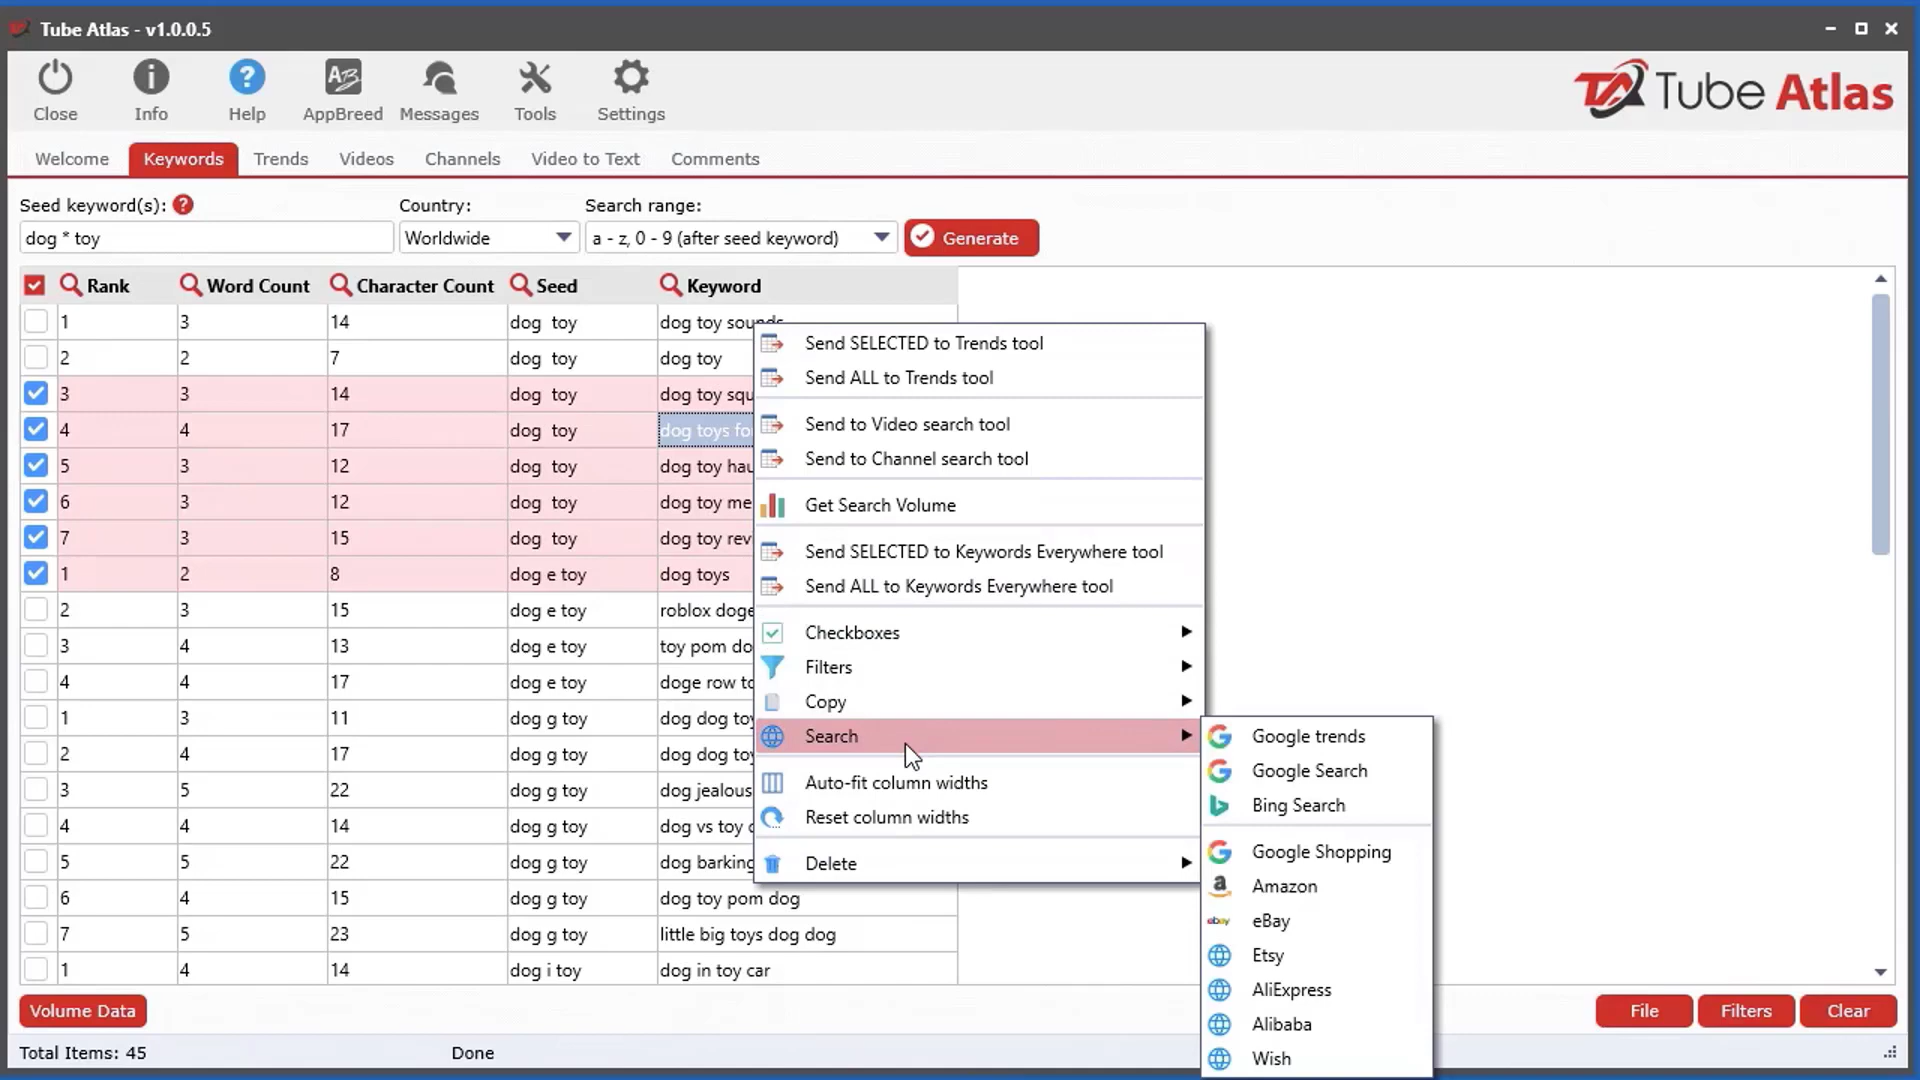 Tube Atlas - v1.0.0.5
Close Info Help AppBreed Messages Tools Settings
Tube Atlas
Welcome Keywords Trends Videos Channels Video to Text Comments
Seed keyword(s): ? Country: Search range:
dog * toy Worldwide a - z, 0 - 9 (after seed keyword) Generate
Rank Word Count Character Count Seed Keyword
1 3 14 dog  toy dog toy sounds
2 2 7 dog  toy dog toy
3 3 14 dog  toy dog toy squ
4 4 17 dog  toy dog toys for
5 3 12 dog  toy dog toy hau
6 3 12 dog  toy dog toy me
7 3 15 dog  toy dog toy rev
1 2 8 dog e toy dog toys
2 3 15 dog e toy roblox doge
3 4 13 dog e toy toy pom do
4 4 17 dog e toy doge row to
1 3 11 dog g toy dog dog toy
2 4 17 dog g toy dog dog toy
3 5 22 dog g toy dog jealous
4 4 14 dog g toy dog vs toy
5 5 22 dog g toy dog barking
6 4 15 dog g toy dog toy pom dog
7 5 23 dog g toy little big toys dog dog
1 4 14 dog i toy dog in toy car
Send SELECTED to Trends tool
Send ALL to Trends tool
Send to Video search tool
Send to Channel search tool
Get Search Volume
Send SELECTED to Keywords Everywhere tool
Send ALL to Keywords Everywhere tool
Checkboxes
Filters
Copy
Search
Auto-fit column widths
Reset column widths
Delete
Google trends
Google Search
Bing Search
Google Shopping
Amazon
eBay
Etsy
AliExpress
Alibaba
Wish
Volume Data File Filters Clear
Total Items: 45 Done